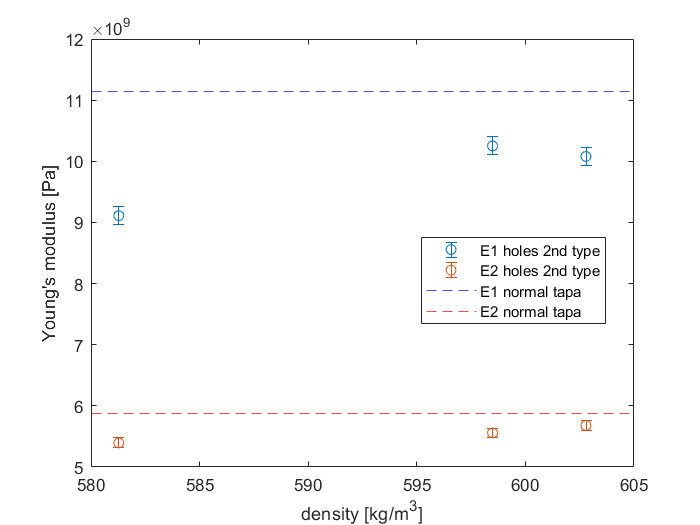 ×10⁹
12
11
10
9
8
7
6
5
Young's modulus [Pa]
E1 holes 2nd type
E2 holes 2nd type
E1 normal tapa
E2 normal tapa
580 585 590 595 600 605
density [kg/m³]